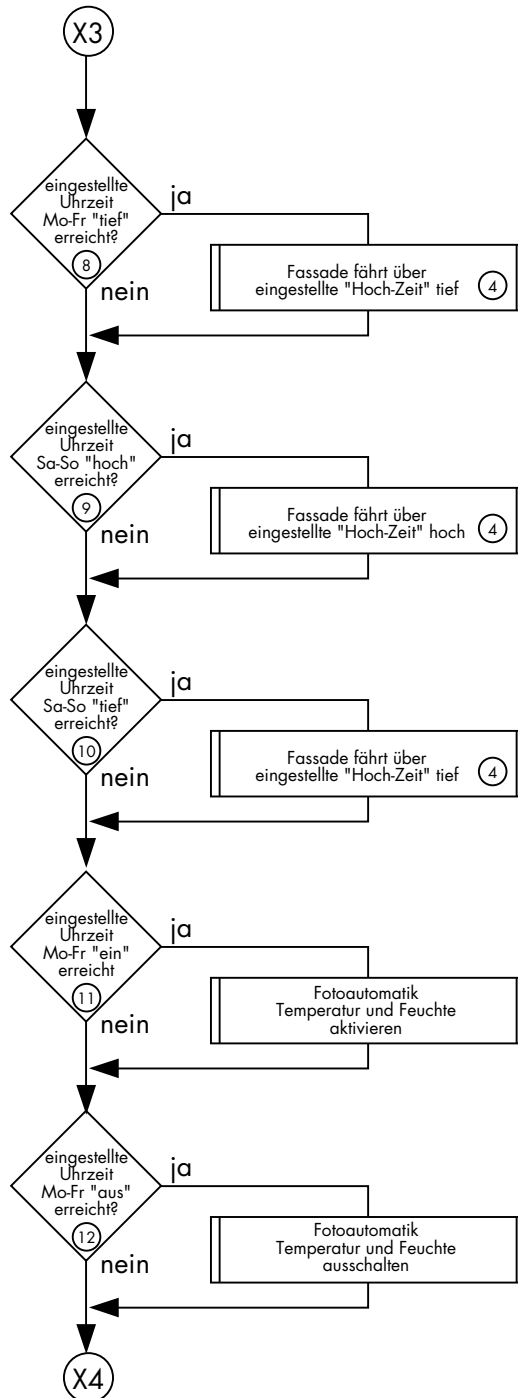 X3
eingestellte
Uhrzeit
Mo-Fr "tief"
erreicht?
8
ja
nein
Fassade fährt über
eingestellte "Hoch-Zeit" tief
4
eingestellte
Uhrzeit
Sa-So "hoch"
erreicht?
9
ja
nein
Fassade fährt über
eingestellte "Hoch-Zeit" hoch
4
eingestellte
Uhrzeit
Sa-So "tief"
erreicht?
10
ja
nein
Fassade fährt über
eingestellte "Hoch-Zeit" tief
4
eingestellte
Uhrzeit
Mo-Fr "ein"
erreicht
11
ja
nein
Fotoautomatik
Temperatur und Feuchte
aktivieren
eingestellte
Uhrzeit
Mo-Fr "aus"
erreicht?
12
ja
nein
Fotoautomatik
Temperatur und Feuchte
ausschalten
X4